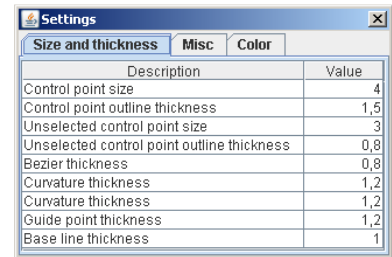 Settings
Size and thickness Misc Color
Description Value
Control point size 4
Control point outline thickness 1,5
Unselected control point size 3
Unselected control point outline thickness 0,8
Bezier thickness 0,8
Curvature thickness 1,2
Curvature thickness 1,2
Guide point thickness 1,2
Base line thickness 1